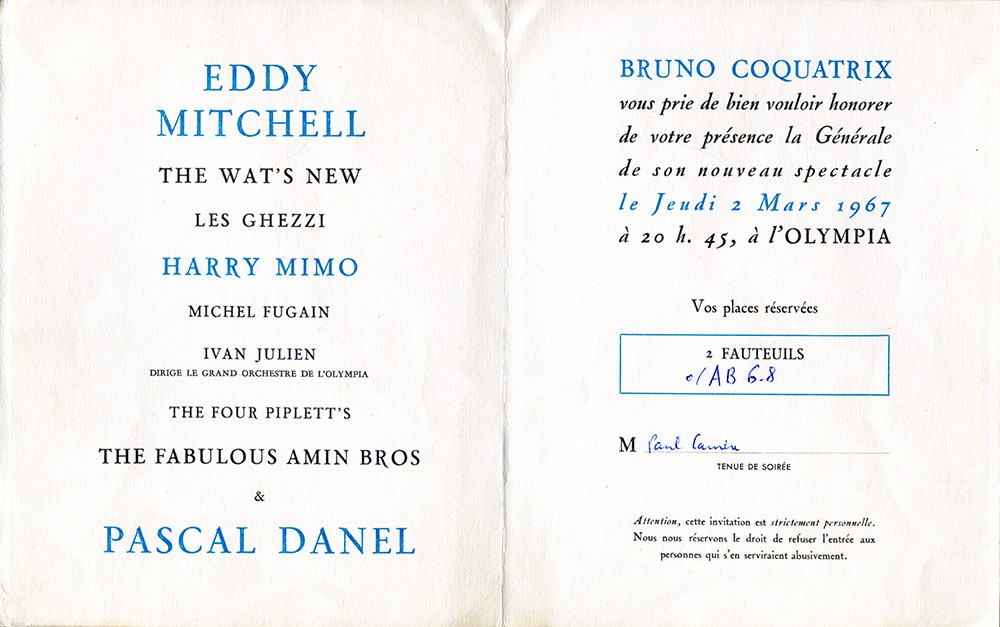 EDDY
MITCHELL
THE WAT'S NEW
LES GHEZZI
HARRY MIMO
MICHEL FUGAIN
IVAN JULIEN
DIRIGE LE GRAND ORCHESTRE DE L'OLYMPIA
THE FOUR PIPLETT'S
THE FABULOUS AMIN BROS
&
PASCAL DANEL
BRUNO COQUATRIX
vous prie de bien vouloir honorer
de votre présence la Générale
de son nouveau spectacle
le Jeudi 2 Mars 1967
à 20 h. 45, à l'OLYMPIA
Vos places réservées
2 FAUTEUILS
AB 6.8
M Paul
TENUE DE SOIRÉE
Attention, cette invitation est strictement personnelle.
Nous nous réservons le droit de refuser l'entrée aux
personnes qui s'en serviraient abusivement.